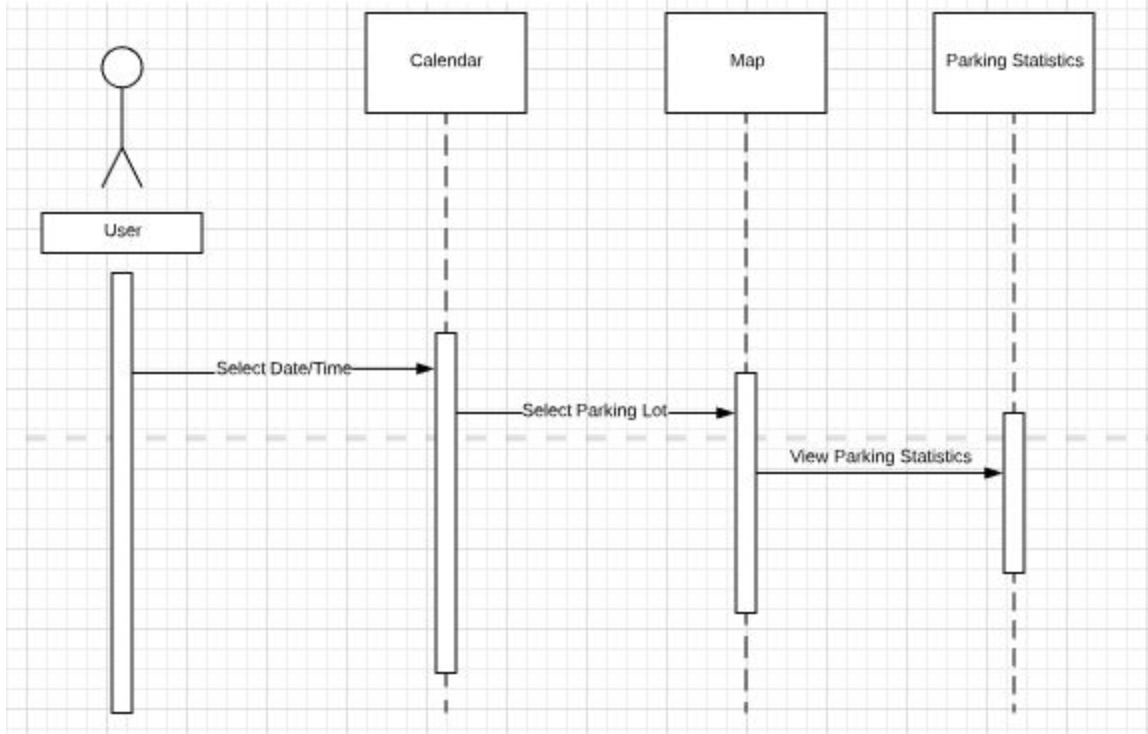 Calendar
Map
Parking Statistics
User
Select Date/Time
Select Parking Lot
View Parking Statistics